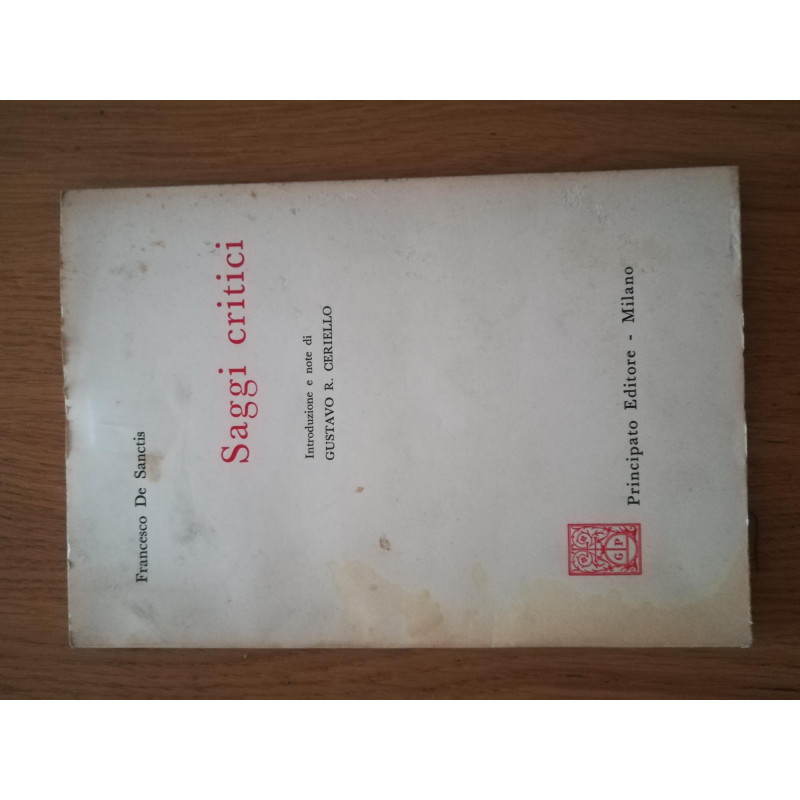 Francesco De Sanctis
Saggi critici
Introduzione e note di
GUSTAVO R. CERIELLO
G P
Principato Editore - Milano